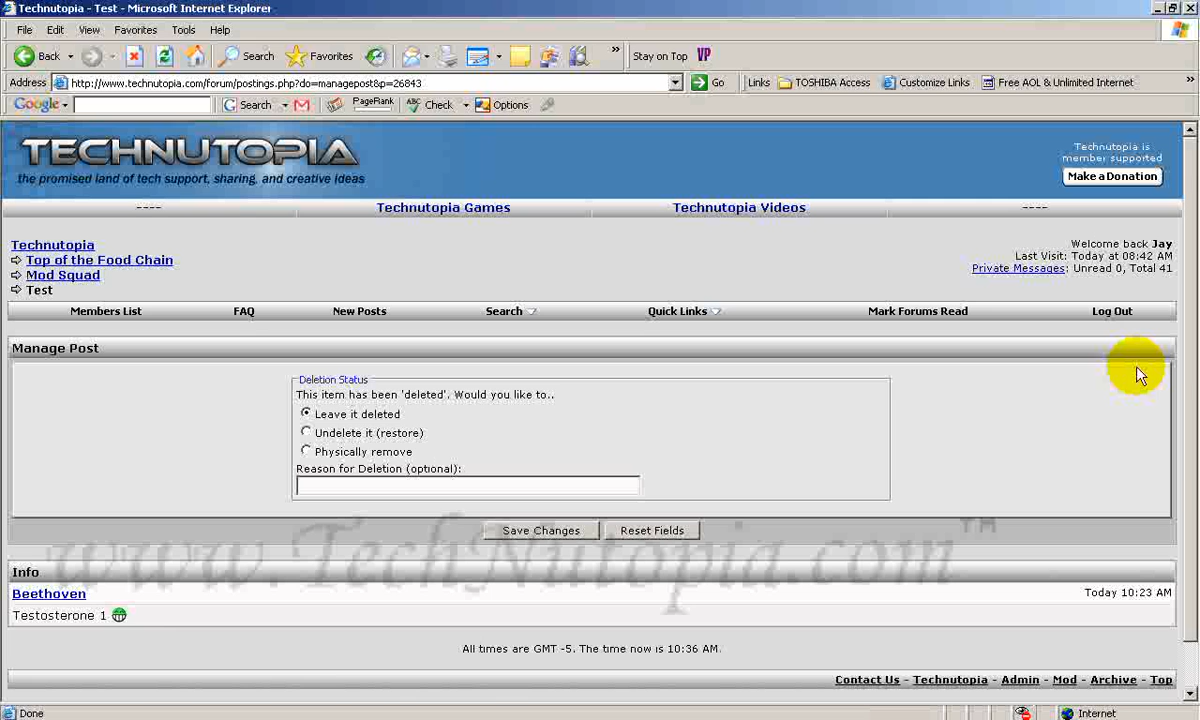 Technutopia - Test - Microsoft Internet Explorer
File Edit View Favorites Tools Help
Back Search Favorites » Stay on Top VP
Address http://www.technutopia.com/forum/postings.php?do=managepost&p=26843 Go Links TOSHIBA Access Customize Links Free AOL & Unlimited Internet »
Google Search PageRank Check Options
TECHNUTOPIA
the promised land of tech support, sharing, and creative ideas
Technutopia is
member supported
Make a Donation
---- Technutopia Games Technutopia Videos ----
Technutopia
Top of the Food Chain
Mod Squad
Test
Welcome back Jay
Last Visit: Today at 08:42 AM
Private Messages: Unread 0, Total 41
Members List FAQ New Posts Search Quick Links Mark Forums Read Log Out
Manage Post
Deletion Status
This item has been 'deleted'. Would you like to..
Leave it deleted
Undelete it (restore)
Physically remove
Reason for Deletion (optional):
Save Changes Reset Fields
www.TechNutopia.com™
Info
Beethoven Today 10:23 AM
Testosterone 1
All times are GMT -5. The time now is 10:36 AM.
Contact Us - Technutopia - Admin - Mod - Archive - Top
Done Internet